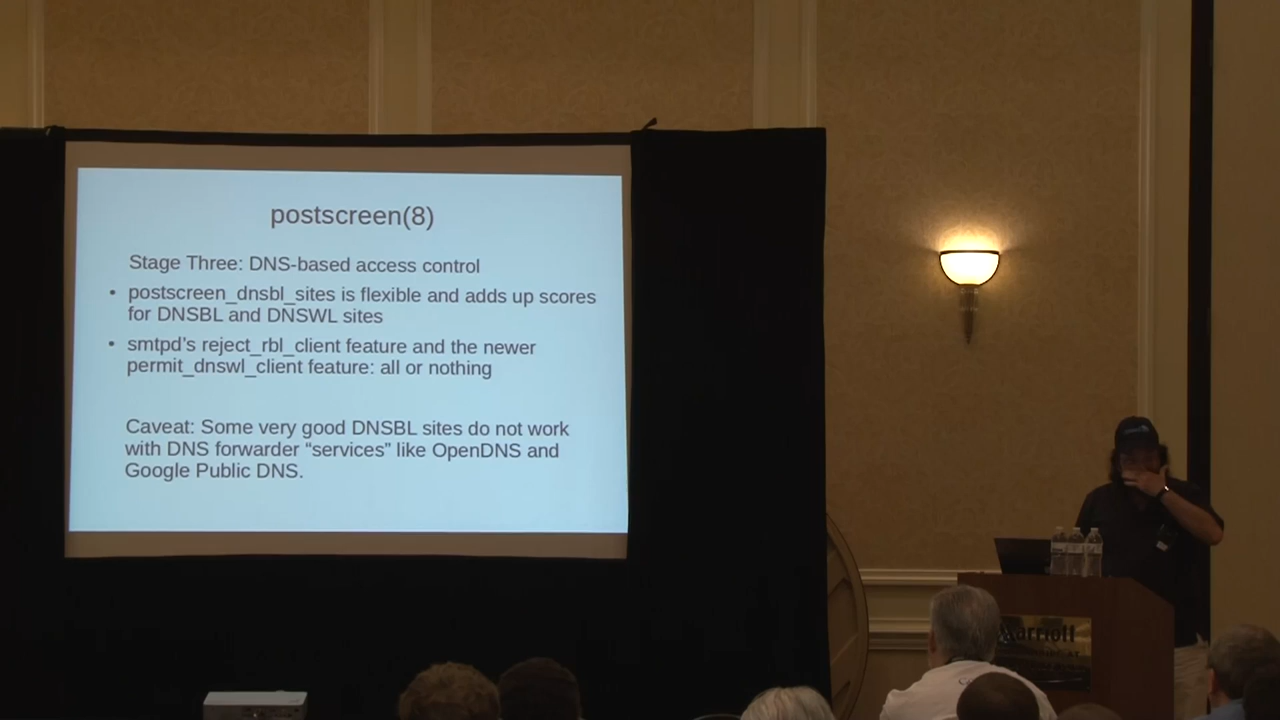 postscreen(8)
Stage Three: DNS-based access control
• postscreen_dnsbl_sites is flexible and adds up scores
for DNSBL and DNSWL sites
• smtpd's reject_rbl_client feature and the newer
permit_dnswl_client feature: all or nothing
Caveat: Some very good DNSBL sites do not work
with DNS forwarder “services” like OpenDNS and
Google Public DNS.
arriott